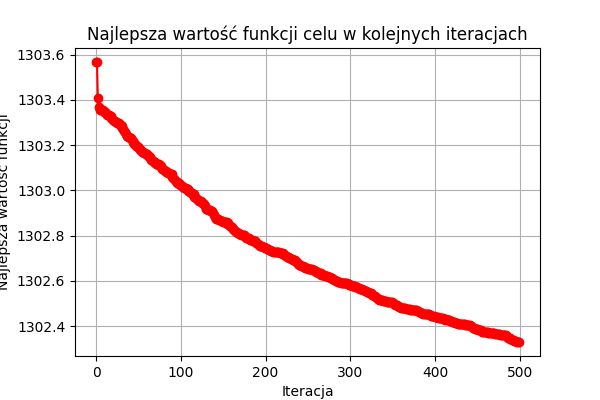 Najlepsza wartość funkcji celu w kolejnych iteracjach
Najlepsza wartość funkcji
1303.6
1303.4
1303.2
1303.0
1302.8
1302.6
1302.4
0 100 200 300 400 500
Iteracja